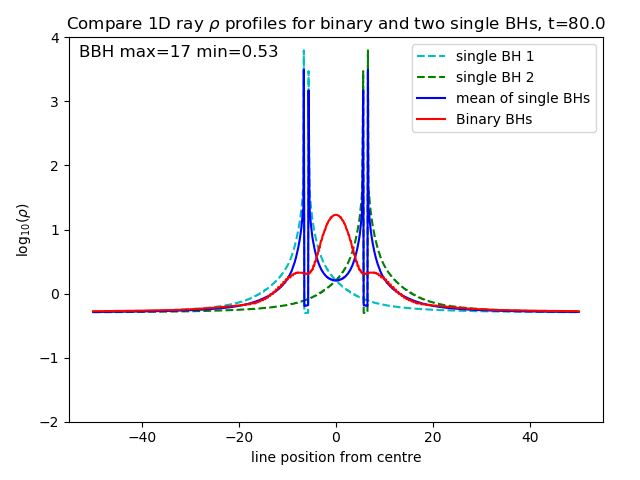 Compare 1D ray ρ profiles for binary and two single BHs, t=80.0
BBH max=17 min=0.53
single BH 1
single BH 2
mean of single BHs
Binary BHs
log₁₀(ρ)
4
3
2
1
0
−1
−2
−40 −20 0 20 40
line position from centre